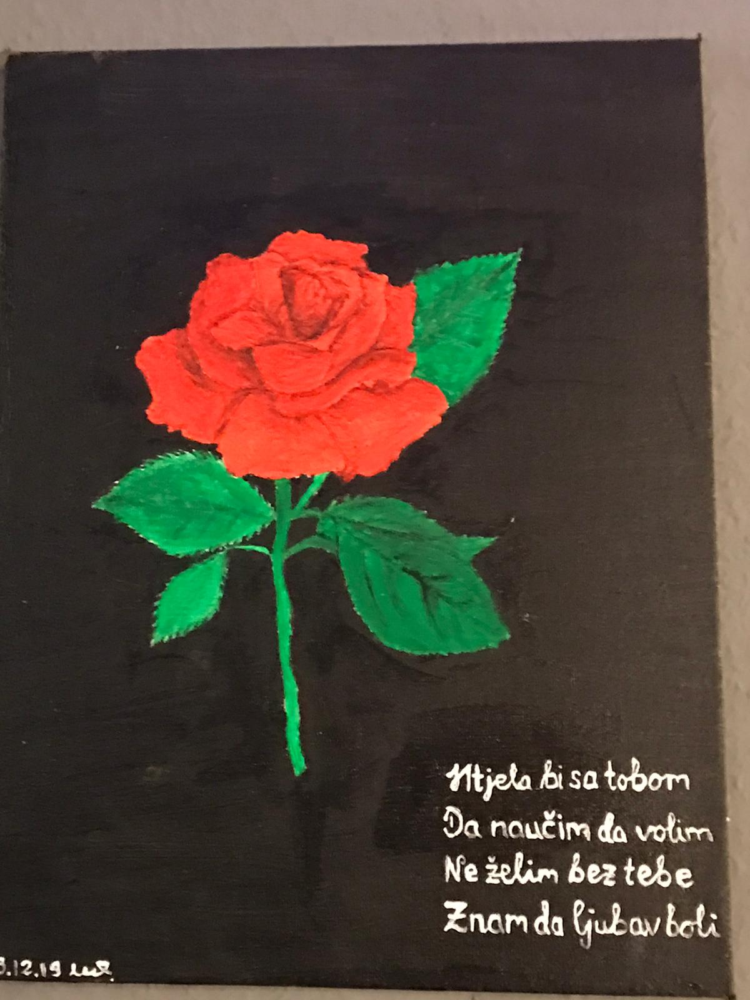 Htjela bi sa tobom
Da naučim da volim
Ne želim bez tebe
Znam da ljubav boli
.12.19